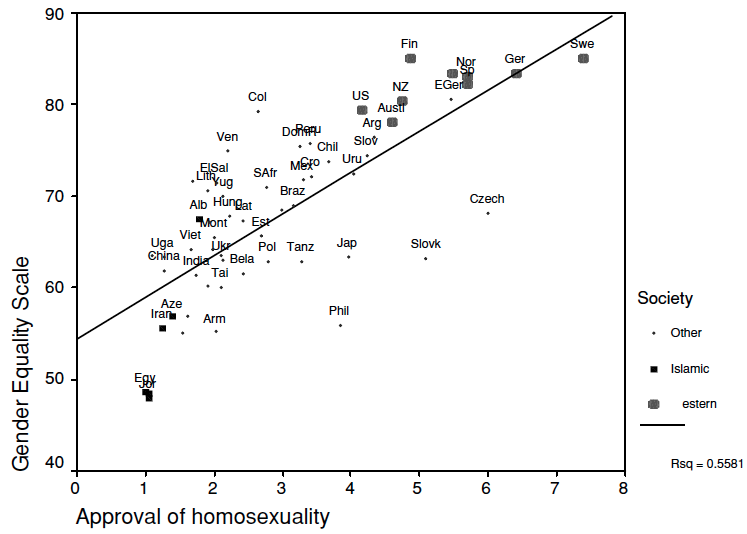 90
80
70
60
50
40
0
1
2
3
4
5
6
7
8
Gender Equality Scale
Approval of homosexuality
Fin
Swe
Nor
Sp
Ger
EGer
US
NZ
Col
Arg
Peru
Ven
Slov
Chil
Uru
Cro
Mex
ElSal
Lith
Yug
SAfr
Braz
Czech
Alb
Hung
Lat
Mont
Est
Viet
Uga
China
Ukr
India
Bela
Pol
Tanz
Jap
Slovk
Tai
Aze
Iran
Arm
Phil
Egy
Jor
Society
Other
Islamic
estern
Rsq = 0.5581